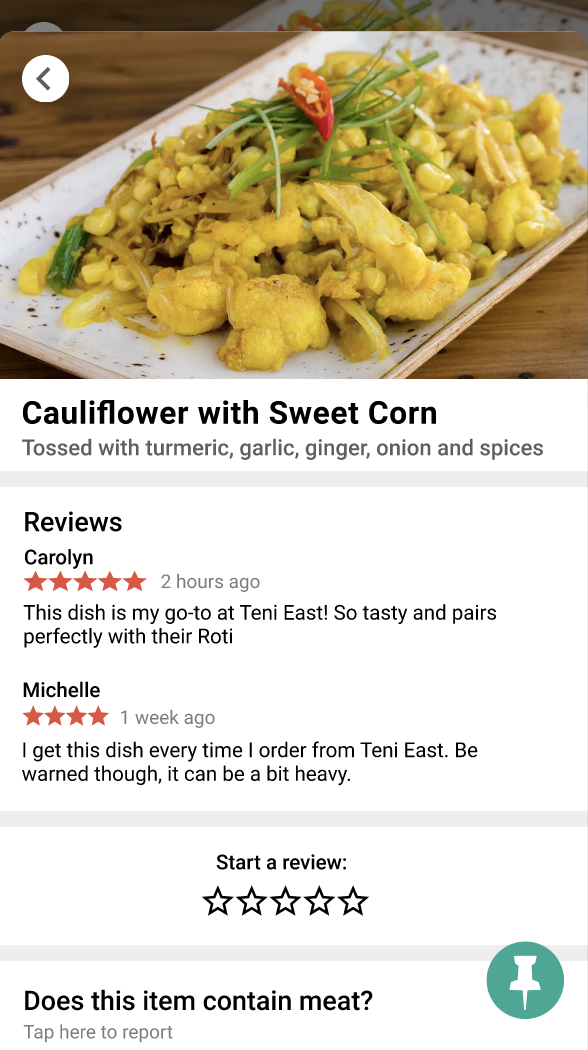 Cauliflower with Sweet Corn
Tossed with turmeric, garlic, ginger, onion and spices
Reviews
Carolyn
2 hours ago
This dish is my go-to at Teni East! So tasty and pairs
perfectly with their Roti
Michelle
1 week ago
I get this dish every time I order from Teni East. Be
warned though, it can be a bit heavy.
Start a review:
Does this item contain meat?
Tap here to report